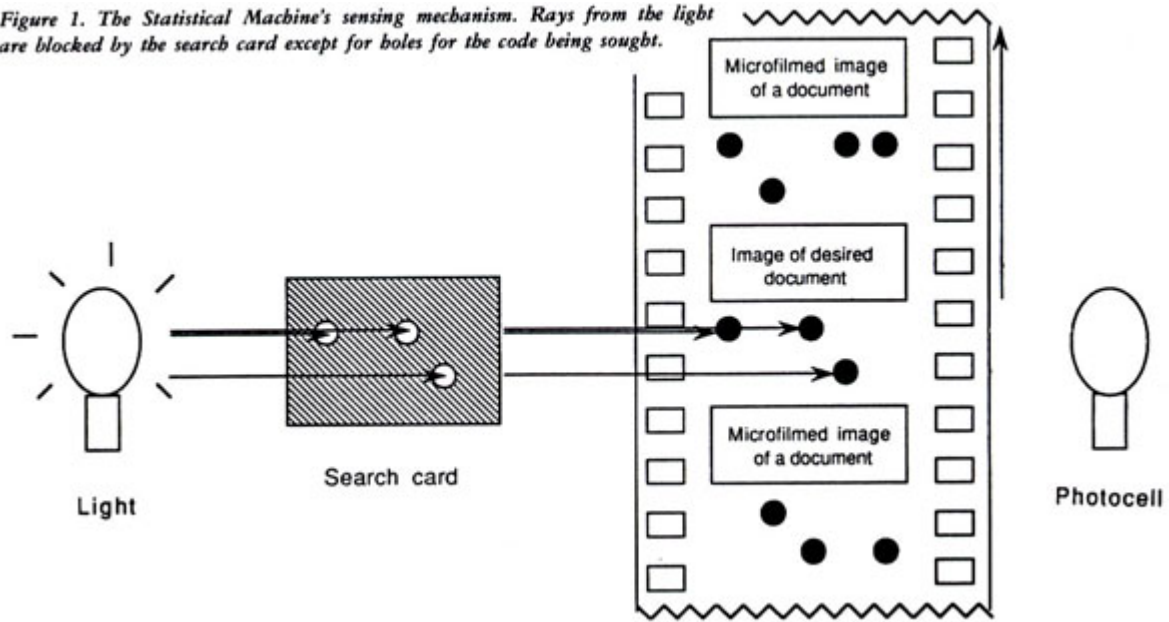 Figure 1. The Statistical Machine's sensing mechanism. Rays from the light
are blocked by the search card except for holes for the code being sought.
Microfilmed image
of a document
Image of desired
document
Microfilmed image
of a document
Light
Search card
Photocell